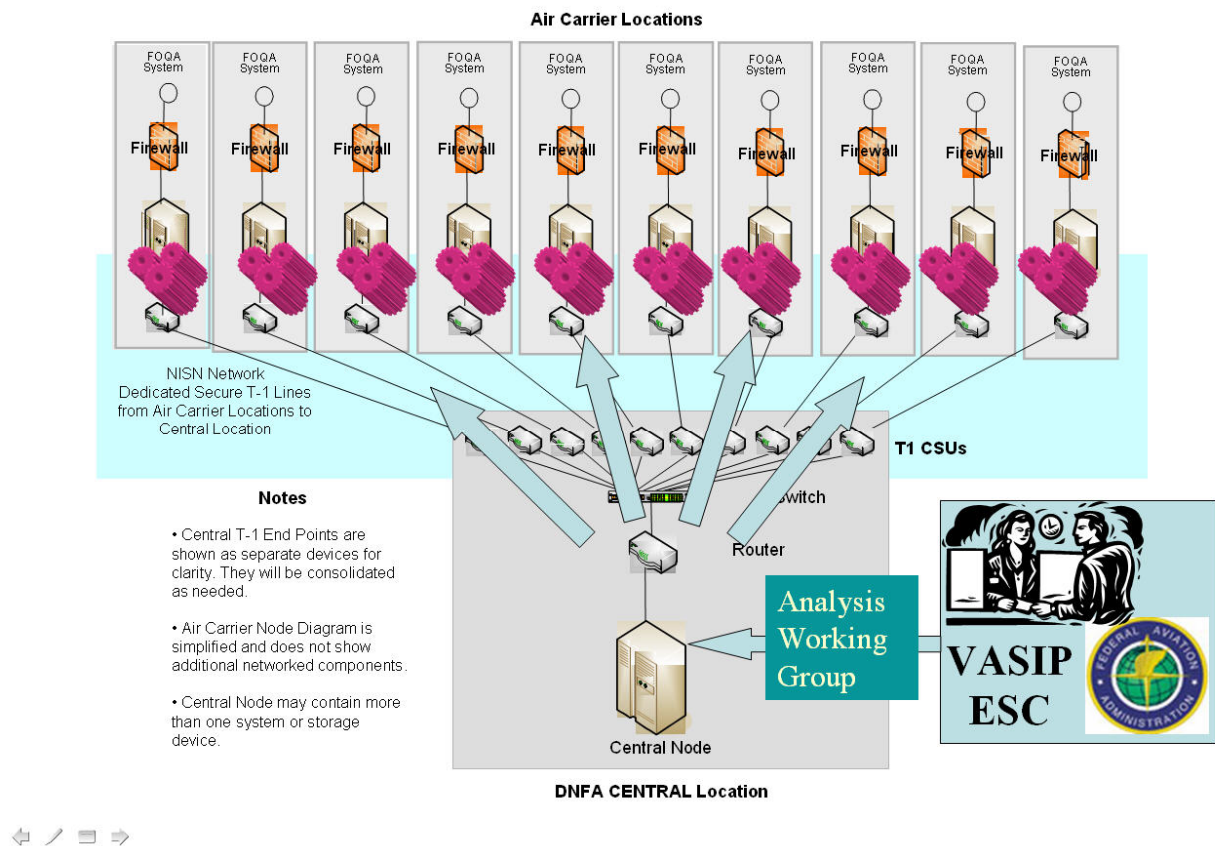 Air Carrier Locations
FOQA
System
FOQA
System
FOQA
System
FOQA
System
FOQA
System
FOQA
System
FOQA
System
FOQA
System
FOQA
System
FOQA
System
Firewall
Firewall
Firewall
Firewall
Firewall
Firewall
Firewall
Firewall
Firewall
Firewall
NISN Network
Dedicated Secure T-1 Lines
from Air Carrier Locations to
Central Location
T1 CSUs
Notes
• Central T-1 End Points are
shown as separate devices for
clarity. They will be consolidated
as needed.
• Air Carrier Node Diagram is
simplified and does not show
additional networked components.
• Central Node may contain more
than one system or storage
device.
Switch
Router
Analysis
Working
Group
VASIP
ESC
FEDERAL AVIATION
ADMINISTRATION
Central Node
DNFA CENTRAL Location